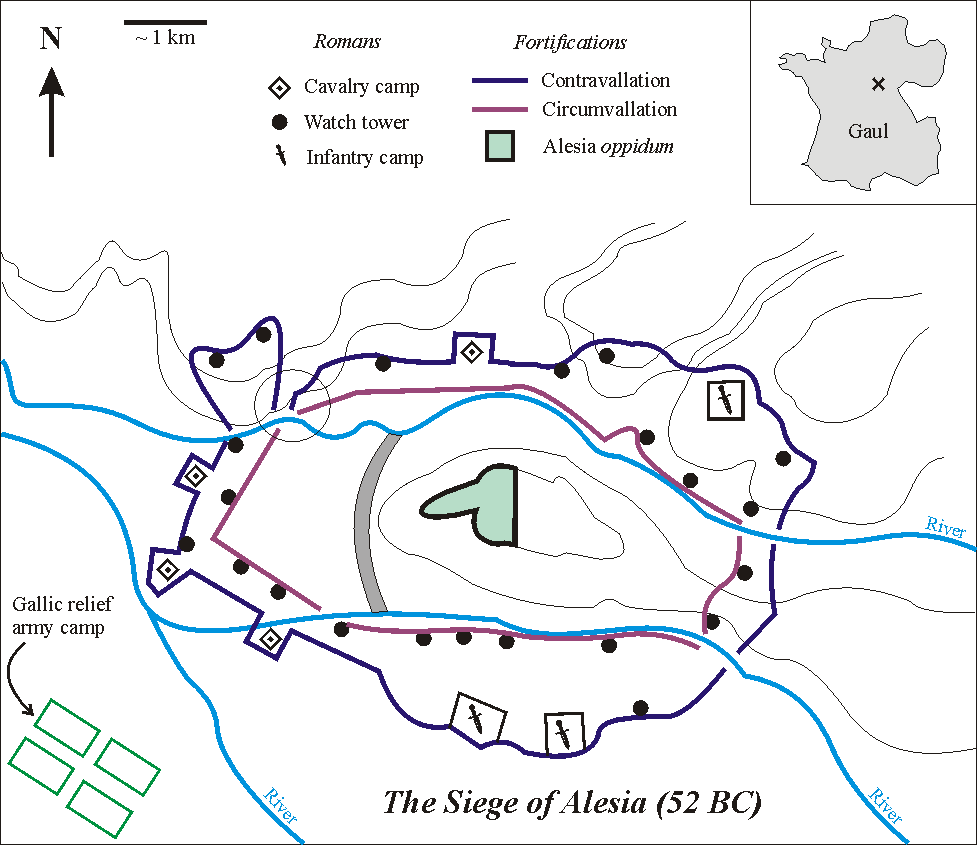 N
~ 1 km
Romans
Cavalry camp
Watch tower
Infantry camp
Fortifications
Contravallation
Circumvallation
Alesia oppidum
Gaul
River
Gallic relief
army camp
River
River
The Siege of Alesia (52 BC)